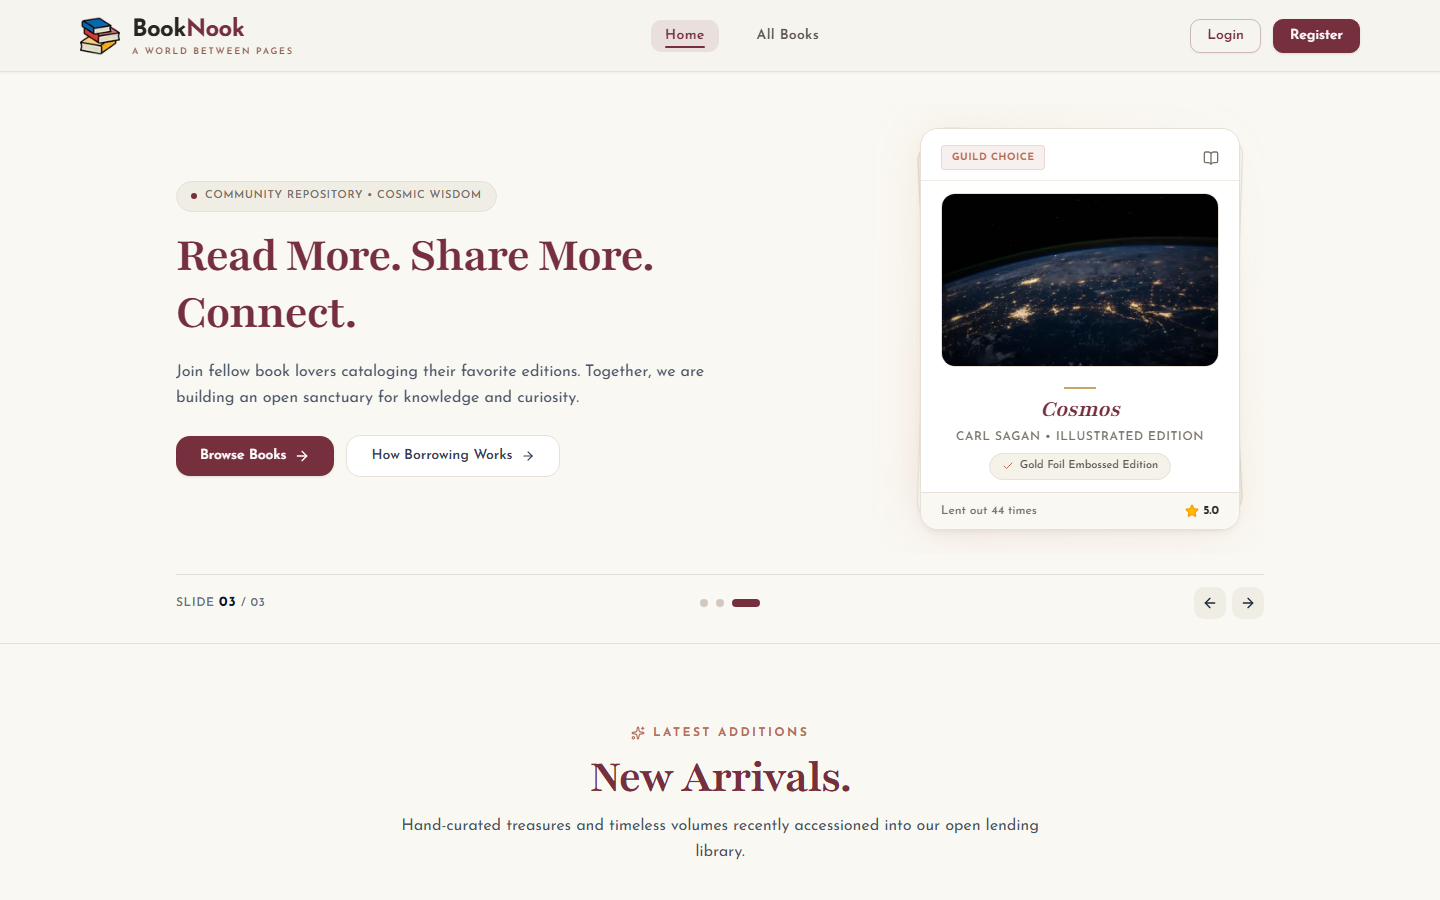 BookNook
A WORLD BETWEEN PAGES
Home
All Books
Login
Register
COMMUNITY REPOSITORY • COSMIC WISDOM
Read More. Share More.
Connect.
Join fellow book lovers cataloging their favorite editions. Together, we are
building an open sanctuary for knowledge and curiosity.
Browse Books
How Borrowing Works
GUILD CHOICE
Cosmos
CARL SAGAN • ILLUSTRATED EDITION
Gold Foil Embossed Edition
Lent out 44 times
5.0
SLIDE 03 / 03
LATEST ADDITIONS
New Arrivals.
Hand-curated treasures and timeless volumes recently accessioned into our open lending
library.